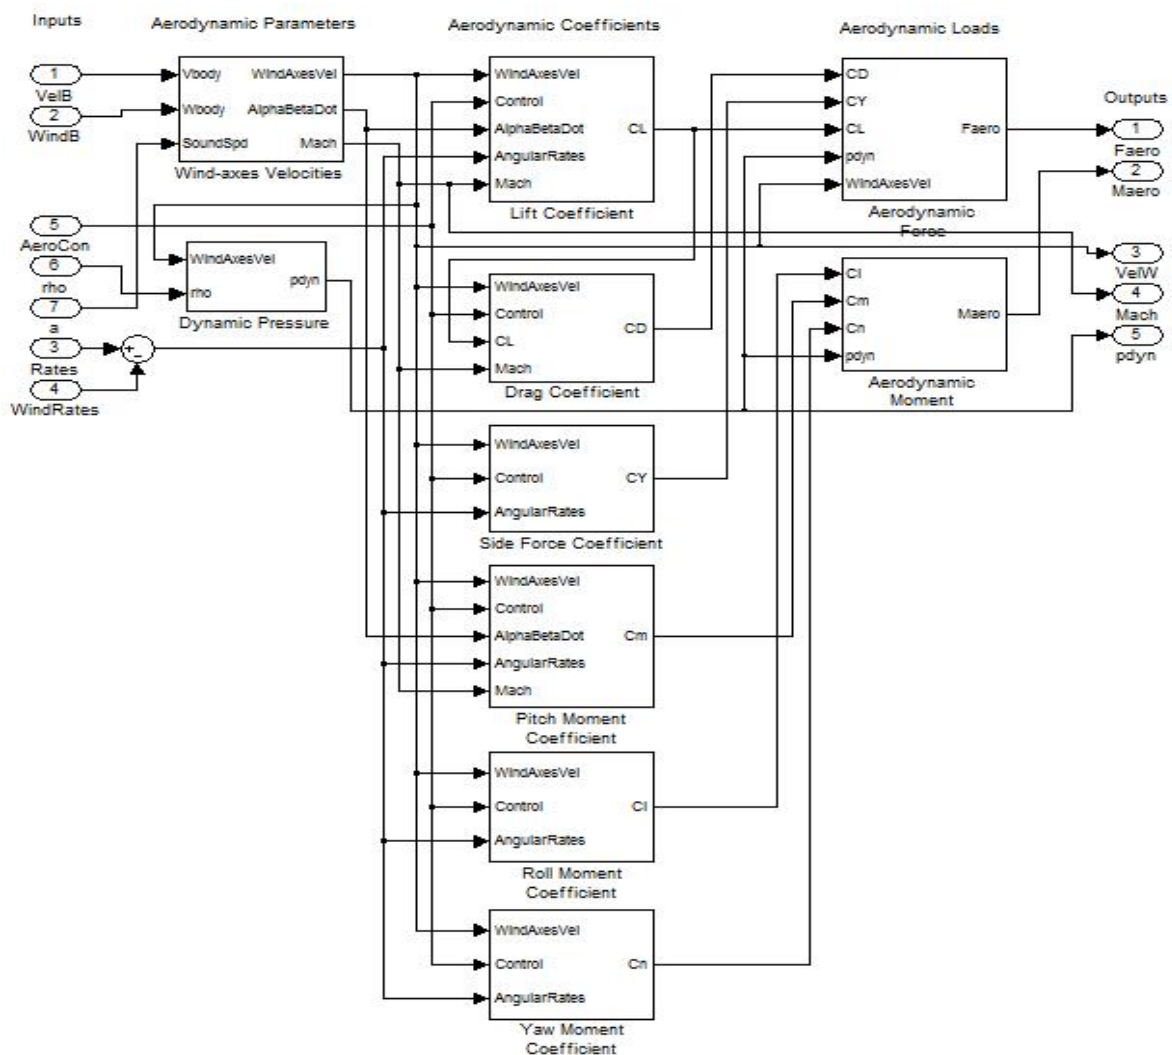 Inputs
Aerodynamic Parameters
Aerodynamic Coefficients
Aerodynamic Loads
Outputs
1
VelB
2
WindB
5
AeroCon
6
rho
7
a
3
Rates
4
WindRates
+
-
Vbody
Wbody
SoundSpd
WindAxesVel
AlphaBetaDot
Mach
Wind-axes Velocities
WindAxesVel
rho
pdyn
Dynamic Pressure
WindAxesVel
Control
AlphaBetaDot
AngularRates
Mach
CL
Lift Coefficient
WindAxesVel
Control
CL
Mach
CD
Drag Coefficient
WindAxesVel
Control
AngularRates
CY
Side Force Coefficient
WindAxesVel
Control
AlphaBetaDot
AngularRates
Mach
Cm
Pitch Moment
Coefficient
WindAxesVel
Control
AngularRates
Cl
Roll Moment
Coefficient
WindAxesVel
Control
AngularRates
Cn
Yaw Moment
Coefficient
CD
CY
CL
pdyn
WindAxesVel
Faero
Aerodynamic
Force
Cl
Cm
Cn
pdyn
Maero
Aerodynamic
Moment
1
Faero
2
Maero
3
VelW
4
Mach
5
pdyn